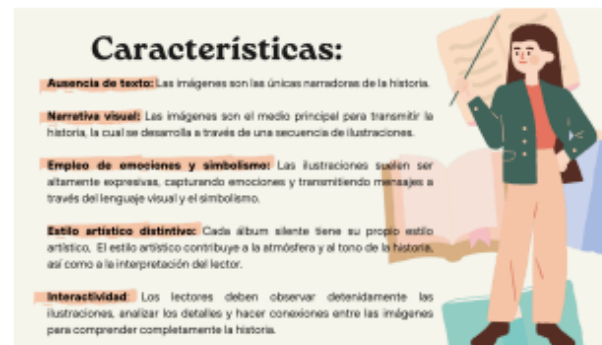 Características:
Ausencia de texto: Las imágenes son las únicas narradoras de la historia.
Narrativa visual: Las imágenes son el medio principal para transmitir la
historia, la cual se desarrolla a través de una secuencia de ilustraciones.
Empleo de emociones y simbolismo: Las ilustraciones suelen ser
altamente expresivas, capturando emociones y transmitiendo mensajes a
través del lenguaje visual y el simbolismo.
Estilo artístico distintivo: Cada álbum silente tiene su propio estilo
artístico, El estilo artístico contribuye a la atmósfera y al tono de la historia,
así como a la interpretación del lector.
Interactividad: Los lectores deben observar detenidamente las
ilustraciones, analizar los detalles y hacer conexiones entre las imágenes
para comprender completamente la historia.